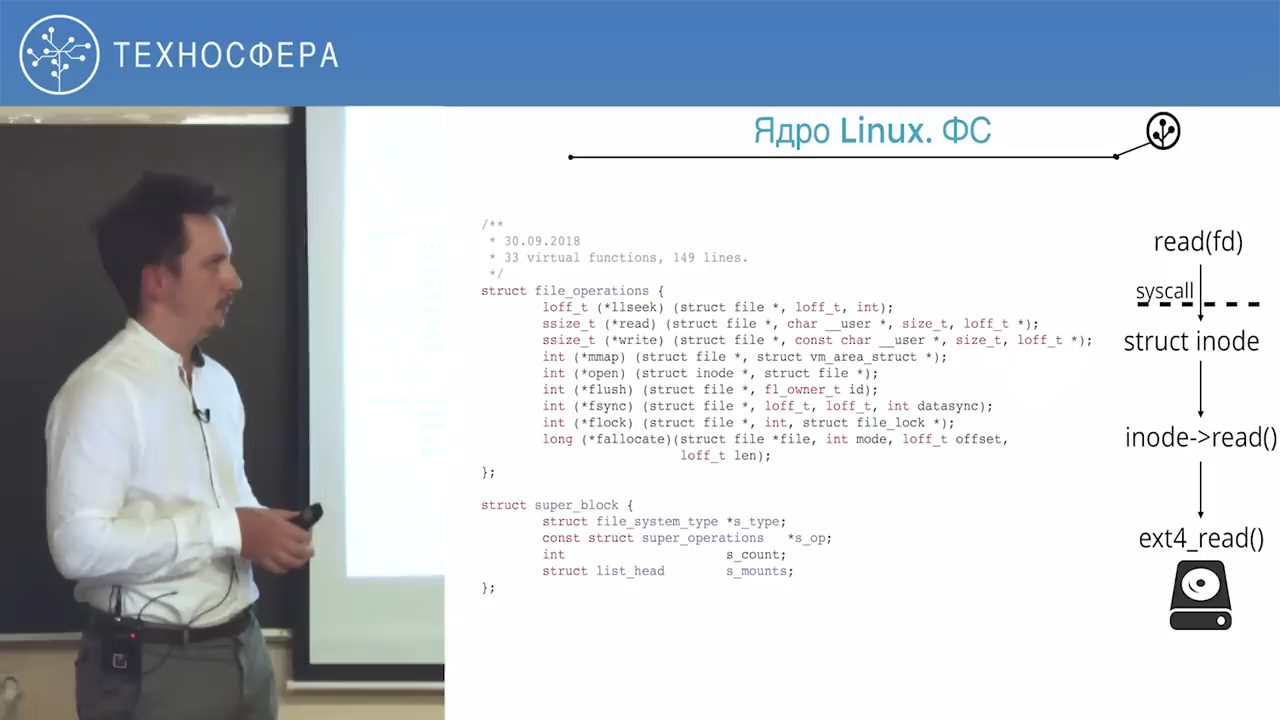 ТЕХНОСФЕРА
Ядро Linux. ФС
/**
 * 30.09.2018
 * 33 virtual functions, 149 lines.
 */
struct file_operations {
loff_t (*llseek) (struct file *, loff_t, int);
ssize_t (*read) (struct file *, char __user *, size_t, loff_t *);
ssize_t (*write) (struct file *, const char __user *, size_t, loff_t *);
int (*mmap) (struct file *, struct vm_area_struct *);
int (*open) (struct inode *, struct file *);
int (*flush) (struct file *, fl_owner_t id);
int (*fsync) (struct file *, loff_t, loff_t, int datasync);
int (*flock) (struct file *, int, struct file_lock *);
long (*fallocate)(struct file *file, int mode, loff_t offset,
loff_t len);
};
struct super_block {
struct file_system_type *s_type;
const struct super_operations *s_op;
int s_count;
struct list_head s_mounts;
};
read(fd)
syscall
struct inode
inode->read()
ext4_read()